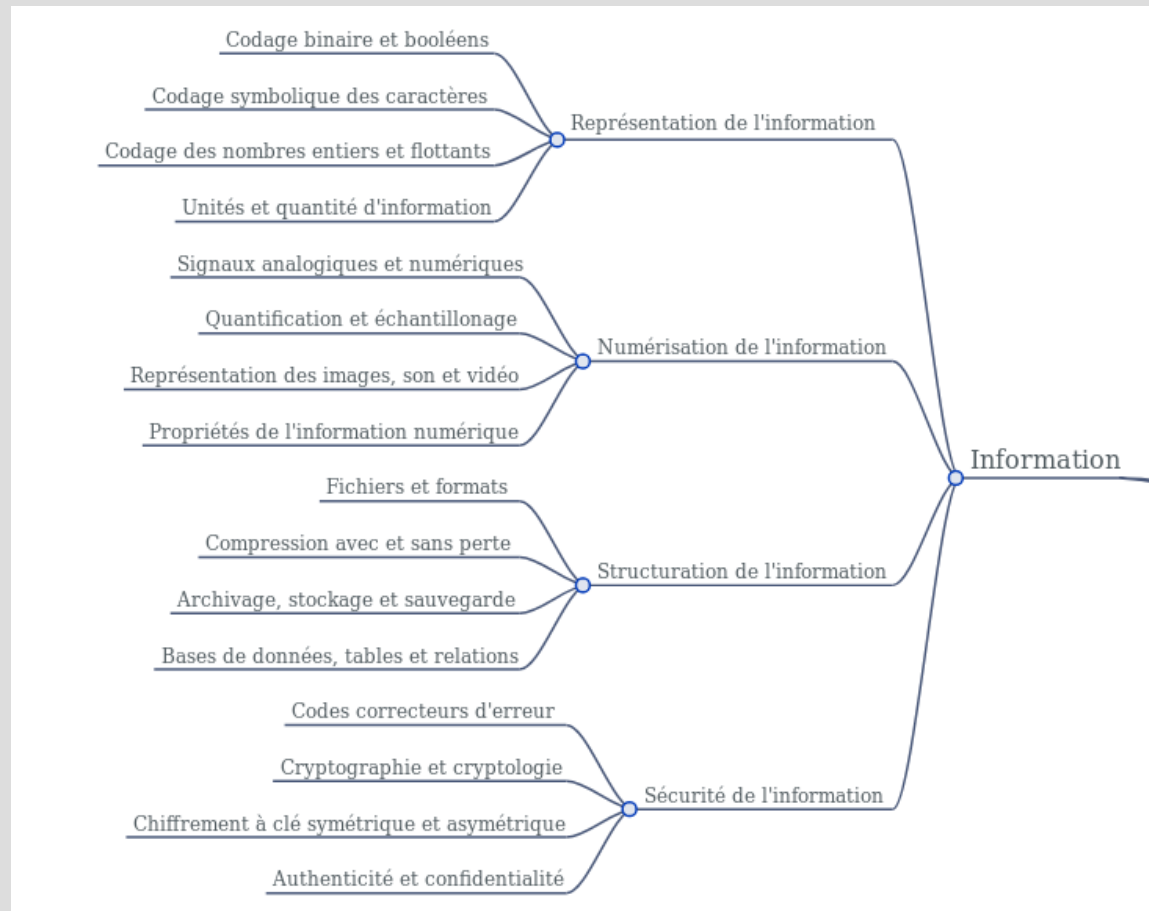 Codage binaire et booléens
Codage symbolique des caractères
Représentation de l'information
Codage des nombres entiers et flottants
Unités et quantité d'information
Signaux analogiques et numériques
Quantification et échantillonage
Numérisation de l'information
Représentation des images, son et vidéo
Propriétés de l'information numérique
Information
Fichiers et formats
Compression avec et sans perte
Structuration de l'information
Archivage, stockage et sauvegarde
Bases de données, tables et relations
Codes correcteurs d'erreur
Cryptographie et cryptologie
Sécurité de l'information
Chiffrement à clé symétrique et asymétrique
Authenticité et confidentialité